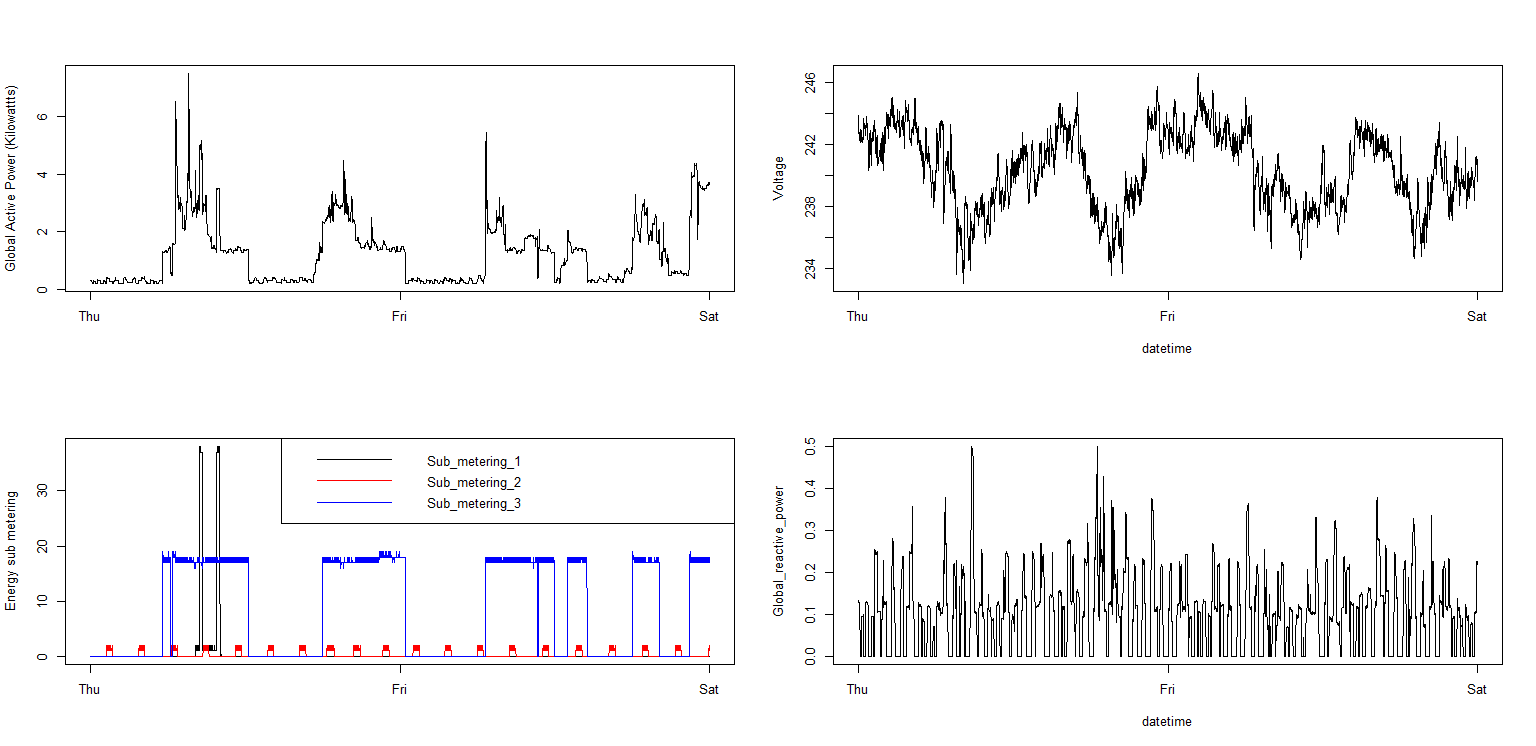 Global Active Power (Kilowattts)
6
4
2
0
Thu Fri Sat
Voltage
246
242
238
234
Thu Fri Sat
datetime
Energy sub metering
30
20
10
0
Sub_metering_1
Sub_metering_2
Sub_metering_3
Thu Fri Sat
Global_reactive_power
0.5
0.4
0.3
0.2
0.1
0.0
Thu Fri Sat
datetime